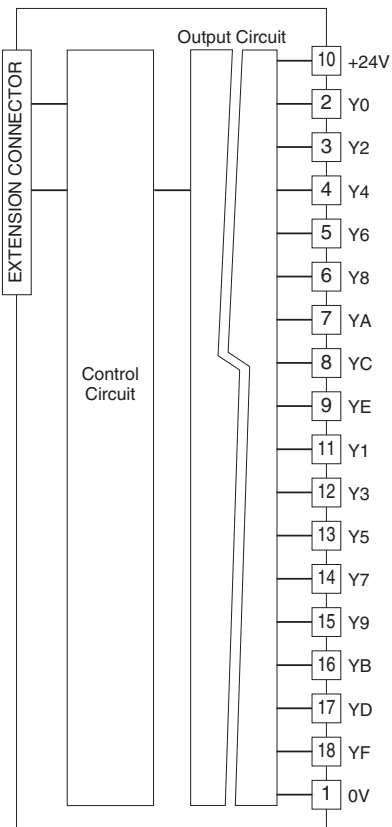 Output Circuit
EXTENSION CONNECTOR
Control
Circuit
10 +24V
2 Y0
3 Y2
4 Y4
5 Y6
6 Y8
7 YA
8 YC
9 YE
11 Y1
12 Y3
13 Y5
14 Y7
15 Y9
16 YB
17 YD
18 YF
1 0V